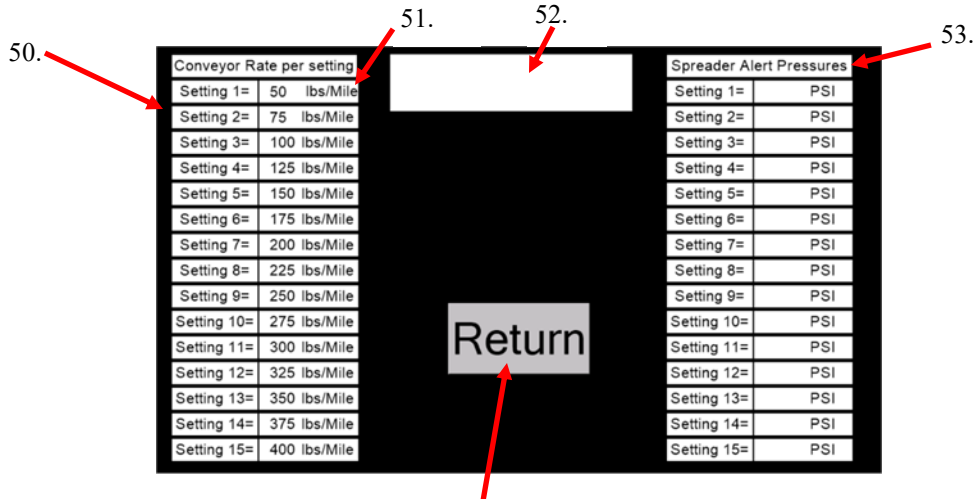 50.
51.
52.
53.
Conveyor Rate per setting
Setting 1= 50 lbs/Mile
Setting 2= 75 lbs/Mile
Setting 3= 100 lbs/Mile
Setting 4= 125 lbs/Mile
Setting 5= 150 lbs/Mile
Setting 6= 175 lbs/Mile
Setting 7= 200 lbs/Mile
Setting 8= 225 lbs/Mile
Setting 9= 250 lbs/Mile
Setting 10= 275 lbs/Mile
Setting 11= 300 lbs/Mile
Setting 12= 325 lbs/Mile
Setting 13= 350 lbs/Mile
Setting 14= 375 lbs/Mile
Setting 15= 400 lbs/Mile
Return
Spreader Alert Pressures
Setting 1= PSI
Setting 2= PSI
Setting 3= PSI
Setting 4= PSI
Setting 5= PSI
Setting 6= PSI
Setting 7= PSI
Setting 8= PSI
Setting 9= PSI
Setting 10= PSI
Setting 11= PSI
Setting 12= PSI
Setting 13= PSI
Setting 14= PSI
Setting 15= PSI